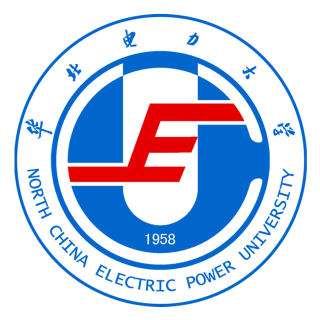 华北电力大学
1958
NORTH CHINA ELECTRIC POWER UNIVERSITY